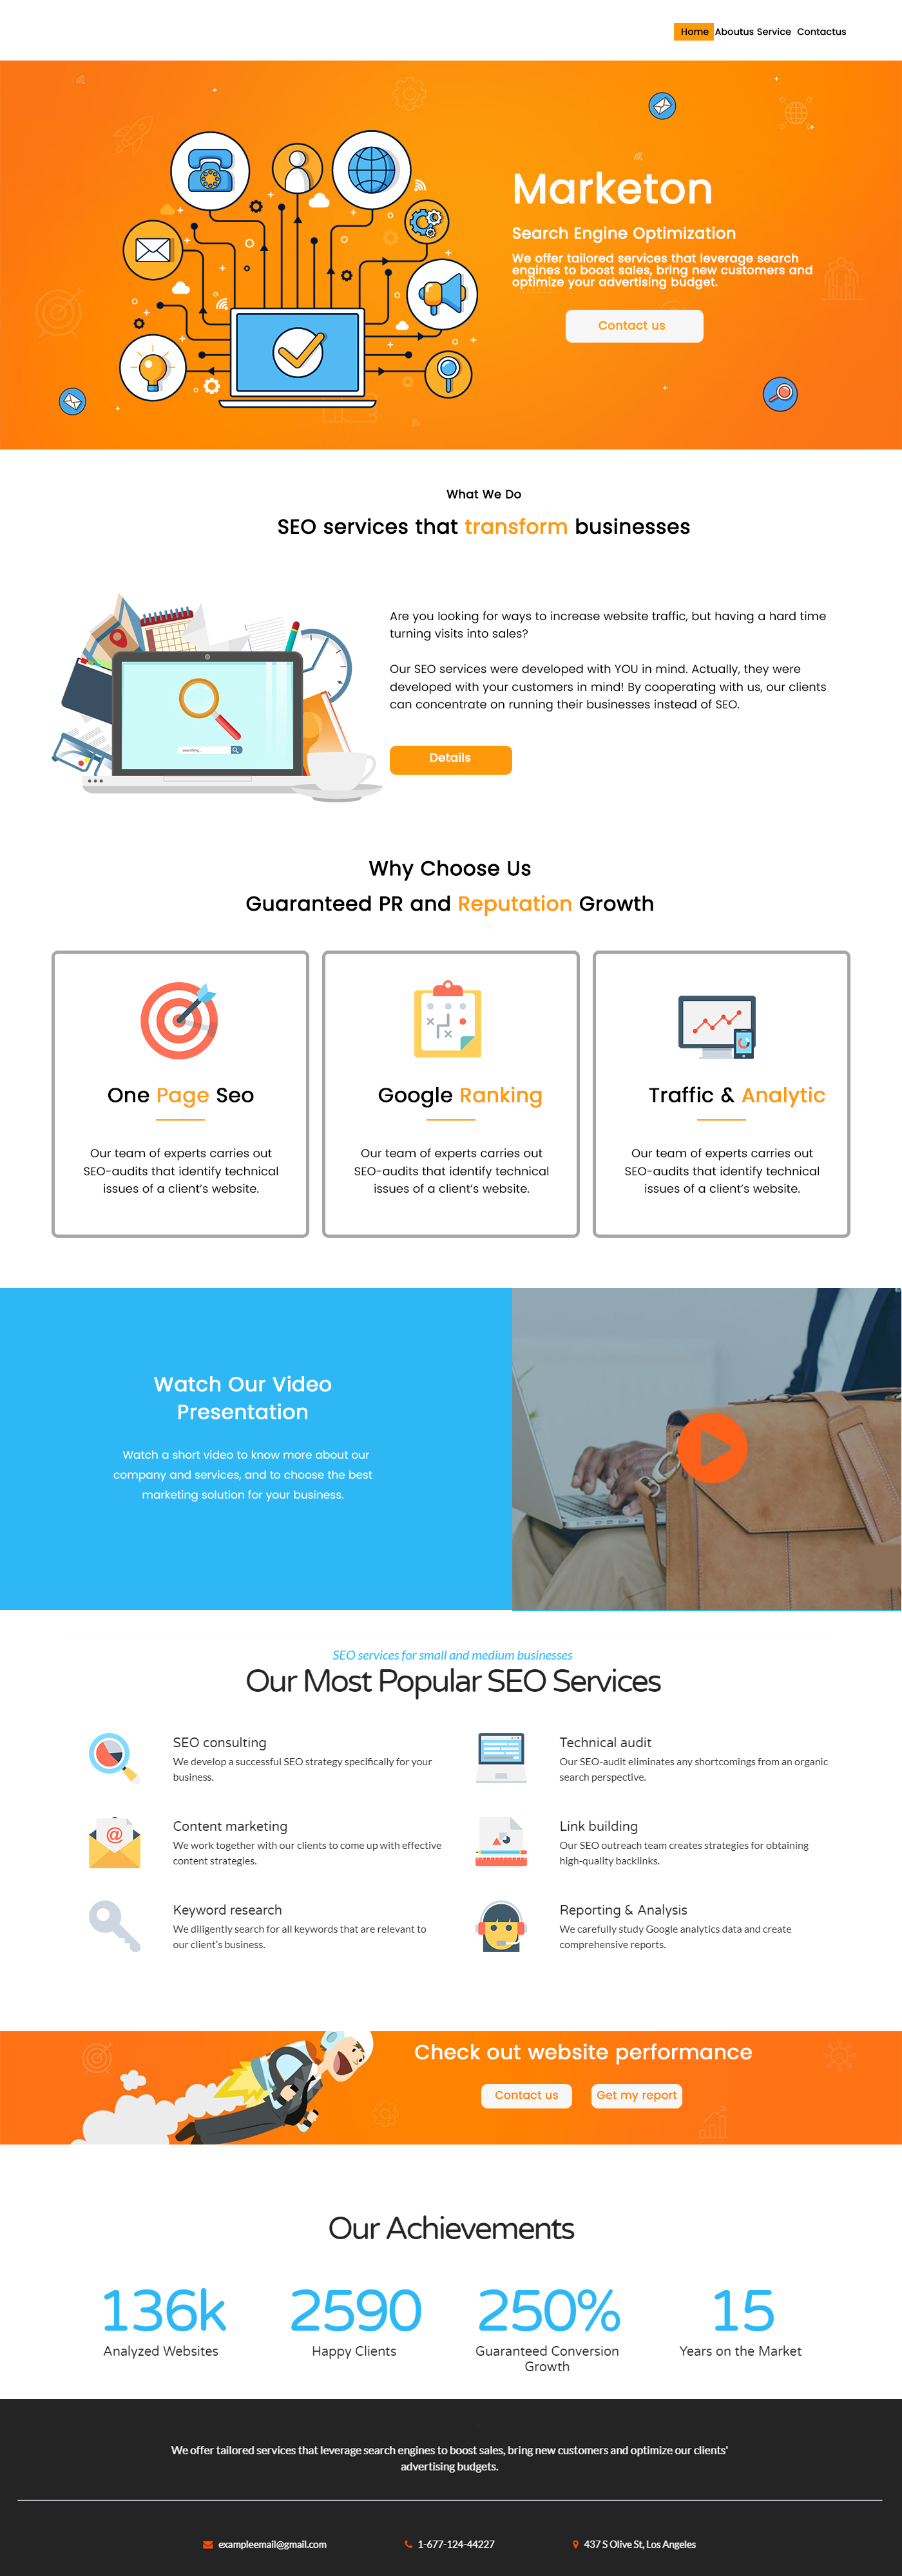 Home Aboutus Service Contactus
Marketon
Search Engine Optimization
We offer tailored services that leverage search
engines to boost sales, bring new customers and
optimize your advertising budget.
Contact us
What We Do
SEO services that transform businesses
Are you looking for ways to increase website traffic, but having a hard time
turning visits into sales?
Our SEO services were developed with YOU in mind. Actually, they were
developed with your customers in mind! By cooperating with us, our clients
can concentrate on running their businesses instead of SEO.
searching...
Details
Why Choose Us
Guaranteed PR and Reputation Growth
One Page Seo
Our team of experts carries out
SEO-audits that identify technical
issues of a client's website.
Google Ranking
Our team of experts carries out
SEO-audits that identify technical
issues of a client's website.
Traffic & Analytic
Our team of experts carries out
SEO-audits that identify technical
issues of a client's website.
Watch Our Video
Presentation
Watch a short video to know more about our
company and services, and to choose the best
marketing solution for your business.
SEO services for small and medium businesses
Our Most Popular SEO Services
SEO consulting
We develop a successful SEO strategy specifically for your
business.
Technical audit
Our SEO-audit eliminates any shortcomings from an organic
search perspective.
Content marketing
We work together with our clients to come up with effective
content strategies.
Link building
Our SEO outreach team creates strategies for obtaining
high-quality backlinks.
Keyword research
We diligently search for all keywords that are relevant to
our client's business.
Reporting & Analysis
We carefully study Google analytics data and create
comprehensive reports.
Check out website performance
Contact us Get my report
Our Achievements
136k
Analyzed Websites
2590
Happy Clients
250%
Guaranteed Conversion
Growth
15
Years on the Market
We offer tailored services that leverage search engines to boost sales, bring new customers and optimize our clients'
advertising budgets.
exampleemail@gmail.com 1-677-124-44227 437 S Olive St, Los Angeles